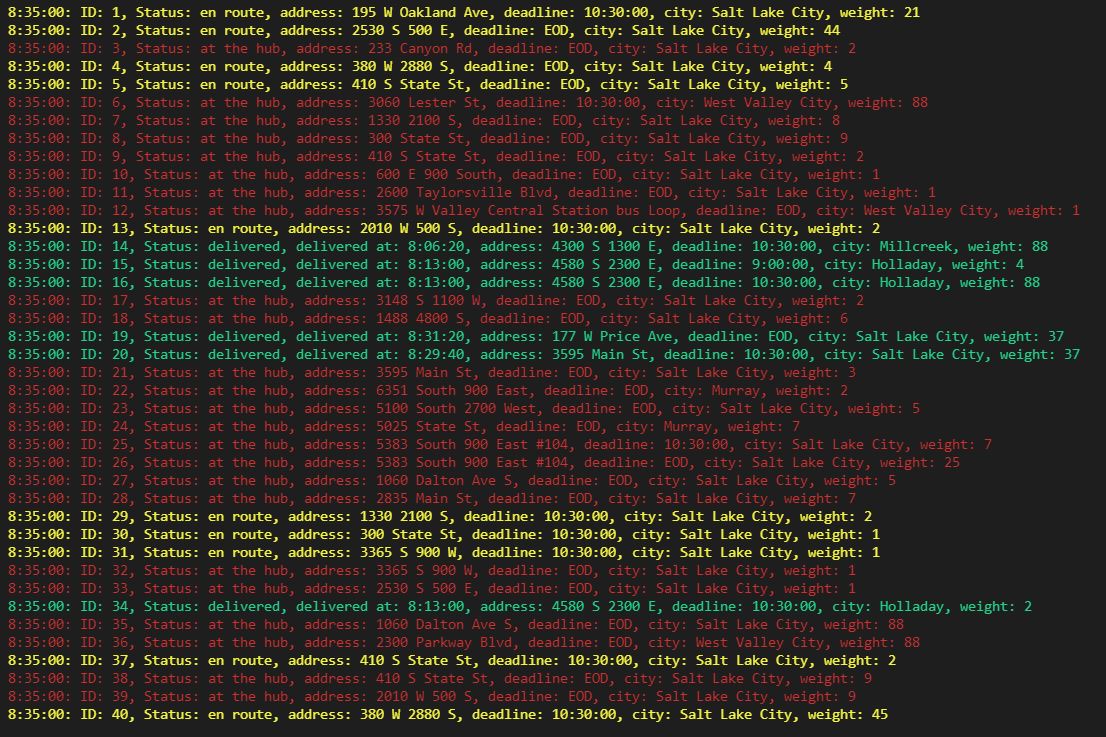 8:35:00: ID: 1, Status: en route, address: 195 W Oakland Ave, deadline: 10:30:00, city: Salt Lake City, weight: 21
8:35:00: ID: 2, Status: en route, address: 2530 S 500 E, deadline: EOD, city: Salt Lake City, weight: 44
8:35:00: ID: 3, Status: at the hub, address: 233 Canyon Rd, deadline: EOD, city: Salt Lake City, weight: 2
8:35:00: ID: 4, Status: en route, address: 380 W 2880 S, deadline: EOD, city: Salt Lake City, weight: 4
8:35:00: ID: 5, Status: en route, address: 410 S State St, deadline: EOD, city: Salt Lake City, weight: 5
8:35:00: ID: 6, Status: at the hub, address: 3060 Lester St, deadline: 10:30:00, city: West Valley City, weight: 88
8:35:00: ID: 7, Status: at the hub, address: 1330 2100 S, deadline: EOD, city: Salt Lake City, weight: 8
8:35:00: ID: 8, Status: at the hub, address: 300 State St, deadline: EOD, city: Salt Lake City, weight: 9
8:35:00: ID: 9, Status: at the hub, address: 410 S State St, deadline: EOD, city: Salt Lake City, weight: 2
8:35:00: ID: 10, Status: at the hub, address: 600 E 900 South, deadline: EOD, city: Salt Lake City, weight: 1
8:35:00: ID: 11, Status: at the hub, address: 2600 Taylorsville Blvd, deadline: EOD, city: Salt Lake City, weight: 1
8:35:00: ID: 12, Status: at the hub, address: 3575 W Valley Central Station bus Loop, deadline: EOD, city: West Valley City, weight: 1
8:35:00: ID: 13, Status: en route, address: 2010 W 500 S, deadline: 10:30:00, city: Salt Lake City, weight: 2
8:35:00: ID: 14, Status: delivered, delivered at: 8:06:20, address: 4300 S 1300 E, deadline: 10:30:00, city: Millcreek, weight: 88
8:35:00: ID: 15, Status: delivered, delivered at: 8:13:00, address: 4580 S 2300 E, deadline: 9:00:00, city: Holladay, weight: 4
8:35:00: ID: 16, Status: delivered, delivered at: 8:13:00, address: 4580 S 2300 E, deadline: 10:30:00, city: Holladay, weight: 88
8:35:00: ID: 17, Status: at the hub, address: 3148 S 1100 W, deadline: EOD, city: Salt Lake City, weight: 2
8:35:00: ID: 18, Status: at the hub, address: 1488 4800 S, deadline: EOD, city: Salt Lake City, weight: 6
8:35:00: ID: 19, Status: delivered, delivered at: 8:31:20, address: 177 W Price Ave, deadline: EOD, city: Salt Lake City, weight: 37
8:35:00: ID: 20, Status: delivered, delivered at: 8:29:40, address: 3595 Main St, deadline: 10:30:00, city: Salt Lake City, weight: 37
8:35:00: ID: 21, Status: at the hub, address: 3595 Main St, deadline: EOD, city: Salt Lake City, weight: 3
8:35:00: ID: 22, Status: at the hub, address: 6351 South 900 East, deadline: EOD, city: Murray, weight: 2
8:35:00: ID: 23, Status: at the hub, address: 5100 South 2700 West, deadline: EOD, city: Salt Lake City, weight: 5
8:35:00: ID: 24, Status: at the hub, address: 5025 State St, deadline: EOD, city: Murray, weight: 7
8:35:00: ID: 25, Status: at the hub, address: 5383 South 900 East #104, deadline: 10:30:00, city: Salt Lake City, weight: 7
8:35:00: ID: 26, Status: at the hub, address: 5383 South 900 East #104, deadline: EOD, city: Salt Lake City, weight: 25
8:35:00: ID: 27, Status: at the hub, address: 1060 Dalton Ave S, deadline: EOD, city: Salt Lake City, weight: 5
8:35:00: ID: 28, Status: at the hub, address: 2835 Main St, deadline: EOD, city: Salt Lake City, weight: 7
8:35:00: ID: 29, Status: en route, address: 1330 2100 S, deadline: 10:30:00, city: Salt Lake City, weight: 2
8:35:00: ID: 30, Status: en route, address: 300 State St, deadline: 10:30:00, city: Salt Lake City, weight: 1
8:35:00: ID: 31, Status: en route, address: 3365 S 900 W, deadline: 10:30:00, city: Salt Lake City, weight: 1
8:35:00: ID: 32, Status: at the hub, address: 3365 S 900 W, deadline: EOD, city: Salt Lake City, weight: 1
8:35:00: ID: 33, Status: at the hub, address: 2530 S 500 E, deadline: EOD, city: Salt Lake City, weight: 1
8:35:00: ID: 34, Status: delivered, delivered at: 8:13:00, address: 4580 S 2300 E, deadline: 10:30:00, city: Holladay, weight: 2
8:35:00: ID: 35, Status: at the hub, address: 1060 Dalton Ave S, deadline: EOD, city: Salt Lake City, weight: 88
8:35:00: ID: 36, Status: at the hub, address: 2300 Parkway Blvd, deadline: EOD, city: West Valley City, weight: 88
8:35:00: ID: 37, Status: en route, address: 410 S State St, deadline: 10:30:00, city: Salt Lake City, weight: 2
8:35:00: ID: 38, Status: at the hub, address: 410 S State St, deadline: EOD, city: Salt Lake City, weight: 9
8:35:00: ID: 39, Status: at the hub, address: 2010 W 500 S, deadline: EOD, city: Salt Lake City, weight: 9
8:35:00: ID: 40, Status: en route, address: 380 W 2880 S, deadline: 10:30:00, city: Salt Lake City, weight: 45